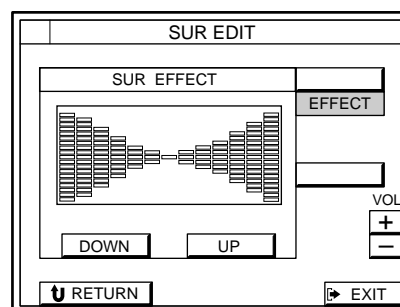 SUR EDIT
SUR EFFECT
EFFECT
VOL
+
DOWN UP
−
RETURN EXIT